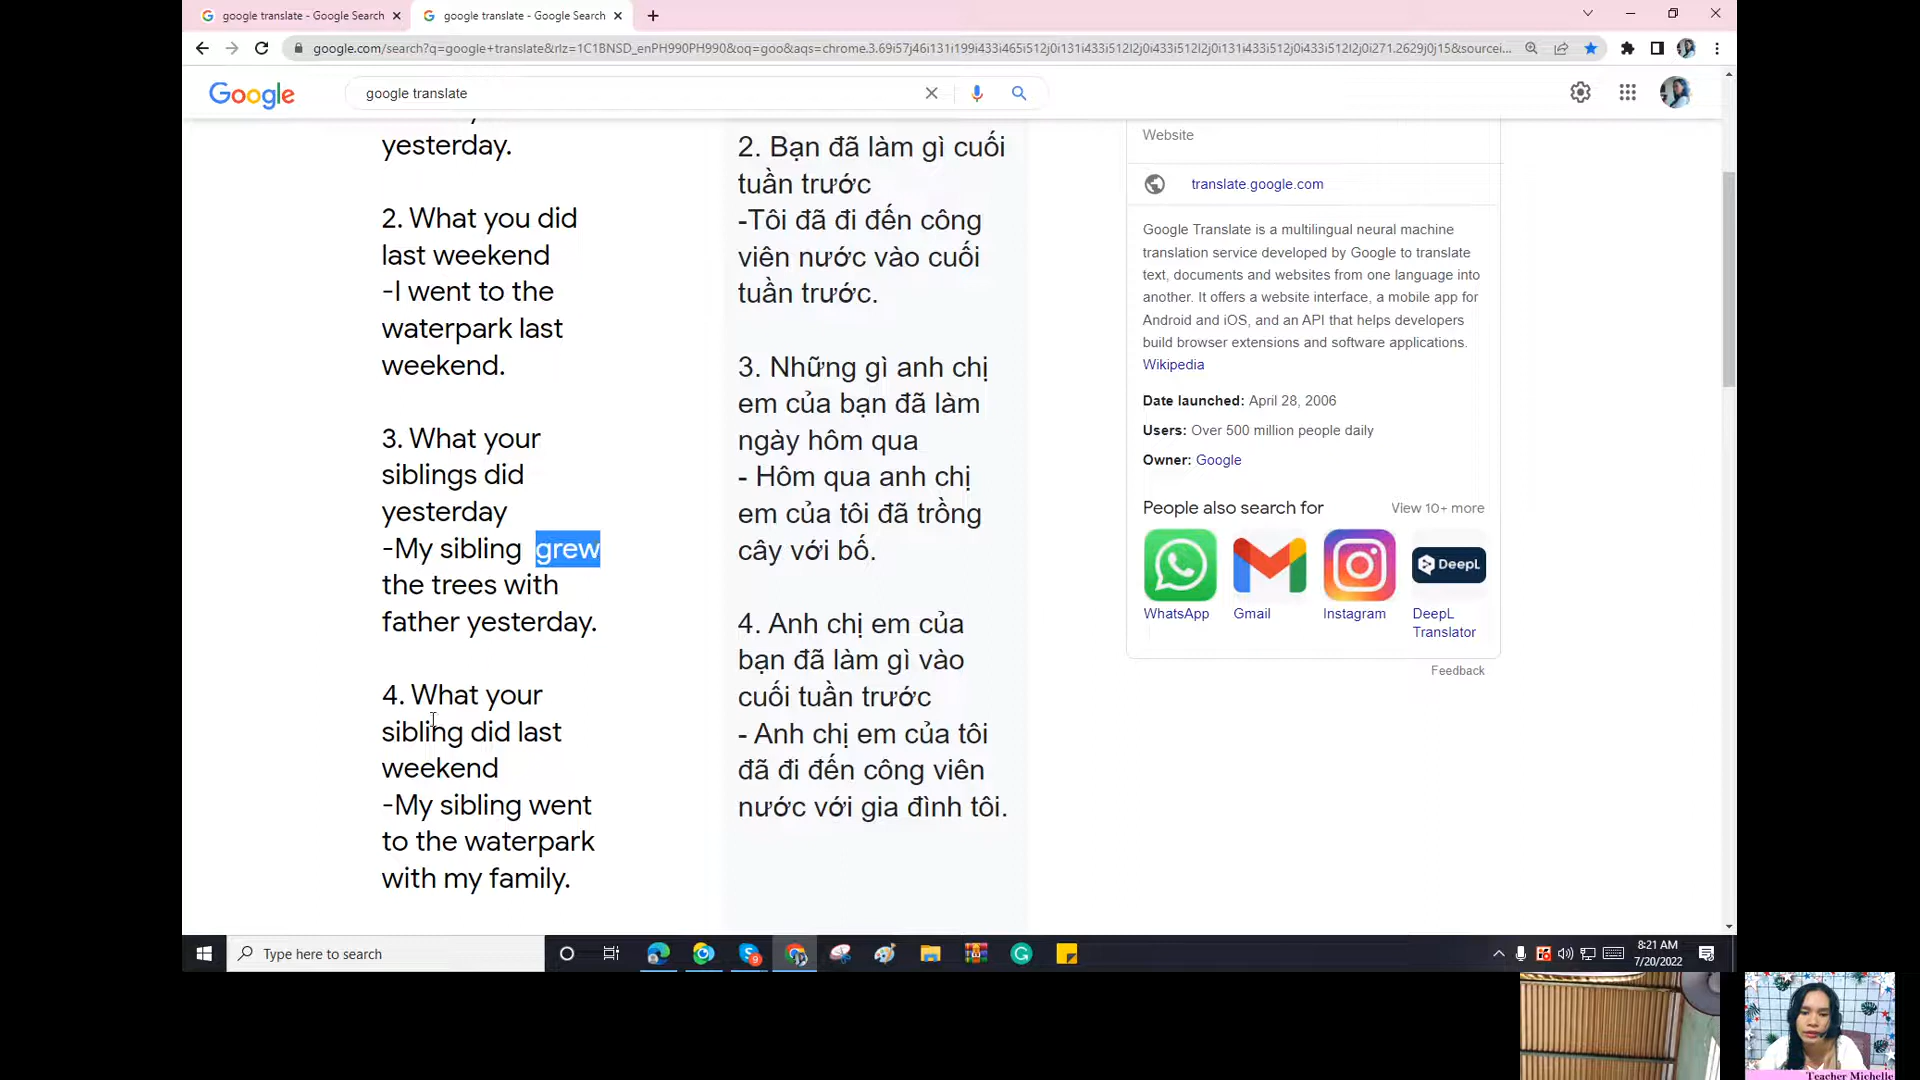 google translate - Google Search
google translate - Google Search
google.com/search?q=google+translate&rlz=1C1BNSD_enPH990PH990&oq=goo&aqs=chrome.3.69i57j46i131i199i433i465i512j0i131i433i512l2j0i433i512l2j0i131i433i512j0i433i512l2j0i271.2629j0j15&sourcei...
Google
google translate
yesterday.
2. What you did
last weekend
-I went to the
waterpark last
weekend.
3. What your
siblings did
yesterday
-My sibling grew
the trees with
father yesterday.
4. What your
sibling did last
weekend
-My sibling went
to the waterpark
with my family.
2. Bạn đã làm gì cuối
tuần trước
-Tôi đã đi đến công
viên nước vào cuối
tuần trước.
3. Những gì anh chị
em của bạn đã làm
ngày hôm qua
- Hôm qua anh chị
em của tôi đã trồng
cây với bố.
4. Anh chị em của
bạn đã làm gì vào
cuối tuần trước
- Anh chị em của tôi
đã đi đến công viên
nước với gia đình tôi.
Website
translate.google.com
Google Translate is a multilingual neural machine
translation service developed by Google to translate
text, documents and websites from one language into
another. It offers a website interface, a mobile app for
Android and iOS, and an API that helps developers
build browser extensions and software applications.
Wikipedia
Date launched: April 28, 2006
Users: Over 500 million people daily
Owner: Google
People also search for
View 10+ more
DeepL
WhatsApp
Gmail
Instagram
DeepL
Translator
Feedback
Type here to search
8:21 AM
7/20/2022
Teacher Michelle